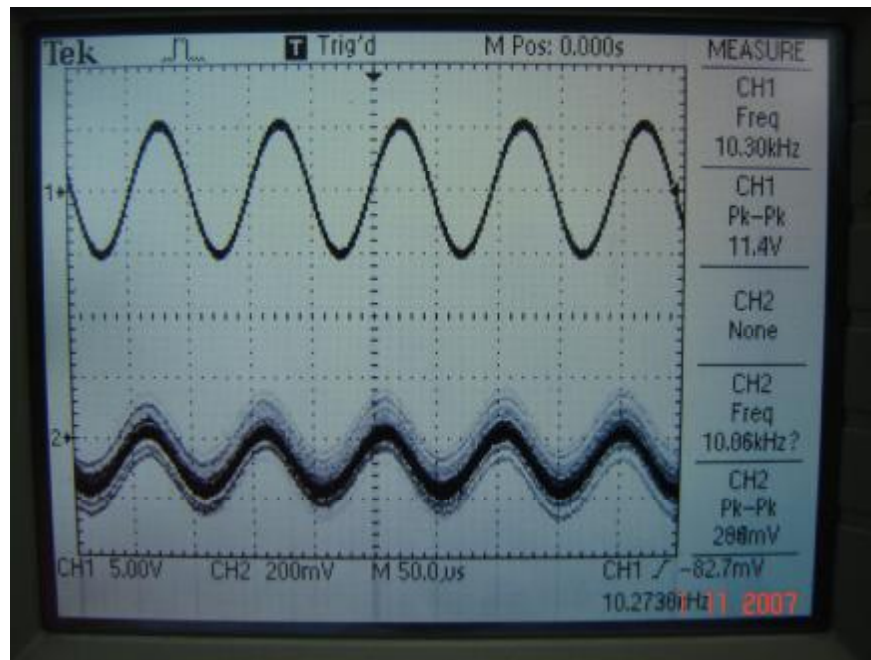 Tek T Trig'd M Pos: 0.000s MEASURE
CH1
Freq
10.30kHz
1
CH1
Pk-Pk
11.4V
CH2
None
CH2
Freq
2
10.06kHz?
CH2
Pk-Pk
CH1 5.00V CH2 200mV M 50.0µs CH1 -82.7mV
11 2007